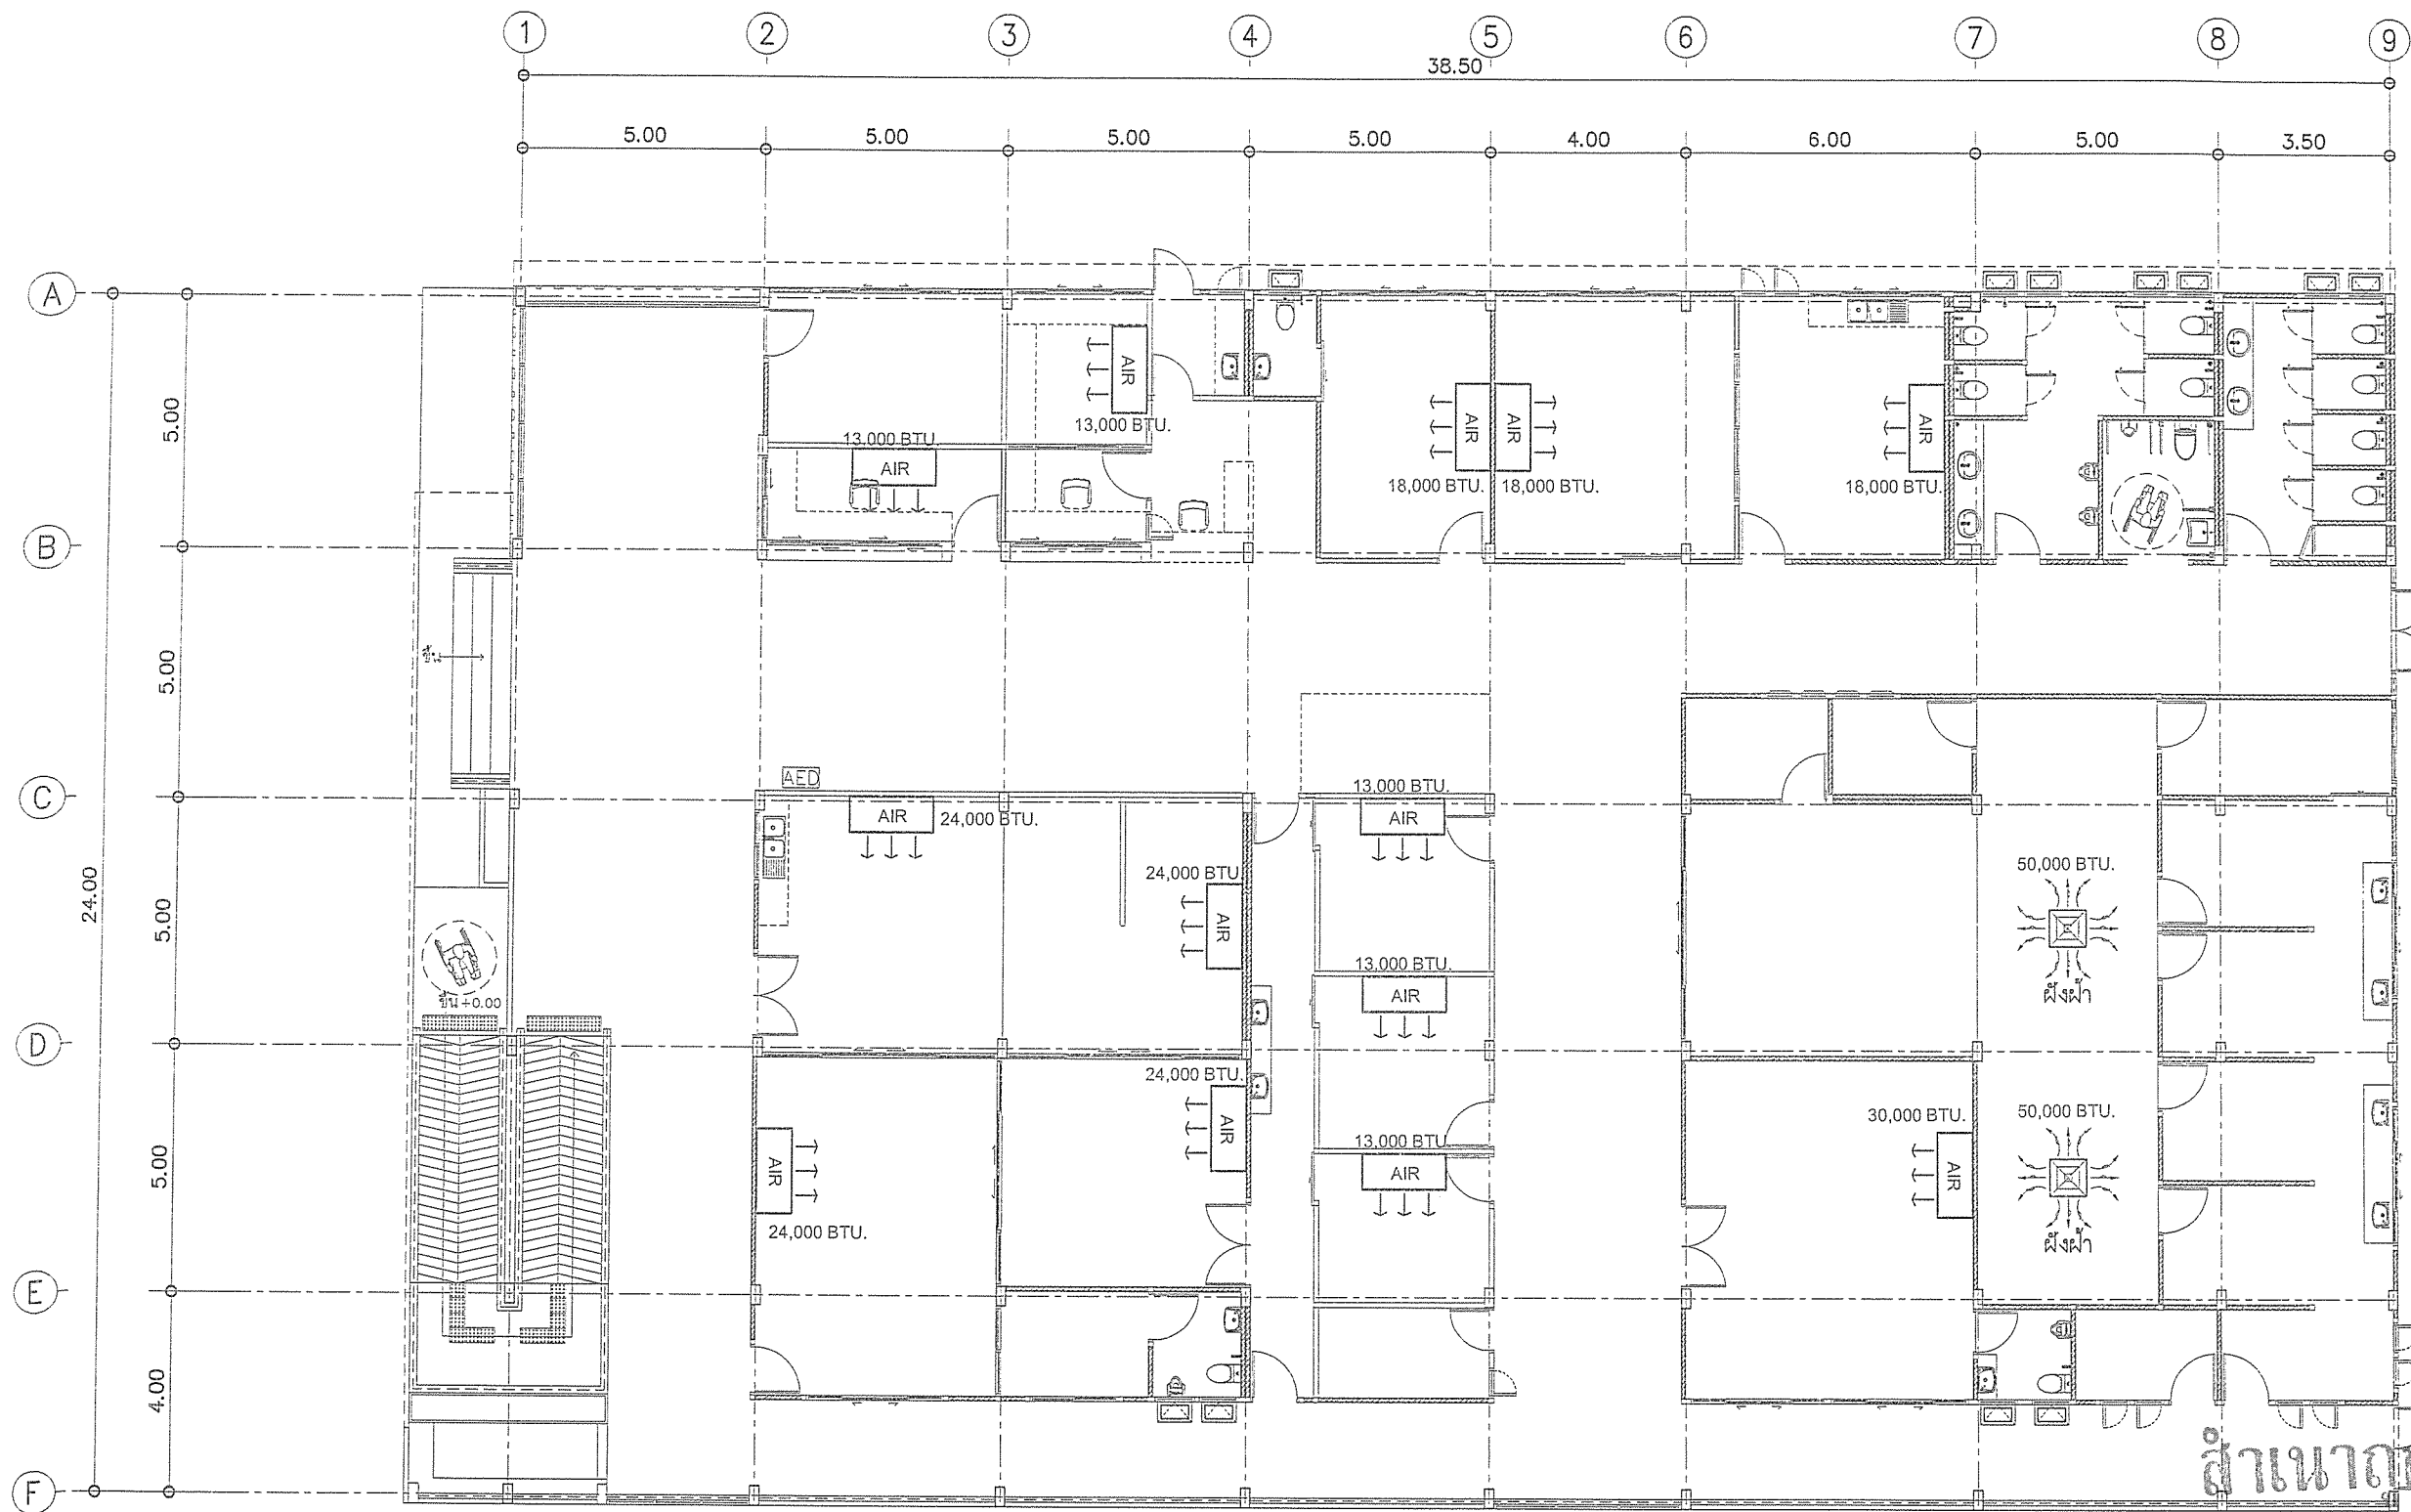 1 2 3 4 5 6 7 8 9
38.50
5.00 5.00 5.00 5.00 4.00 6.00 5.00 3.50
A
AIR
13,000 BTU.
13,000 BTU.
AIR
AIR
AIR
18,000 BTU.
18,000 BTU.
AIR
18,000 BTU.
5.00
B
5.00
ขึ้น
C
AED
AIR
24,000 BTU.
13,000 BTU.
AIR
24,000 BTU.
AIR
50,000 BTU.
ฝังฝ้า
24.00
5.00
ขึ้น +0.00
13,000 BTU.
AIR
D
24,000 BTU.
AIR
30,000 BTU.
AIR
50,000 BTU.
ฝังฝ้า
13,000 BTU.
AIR
AIR
24,000 BTU.
5.00
E
4.00
F